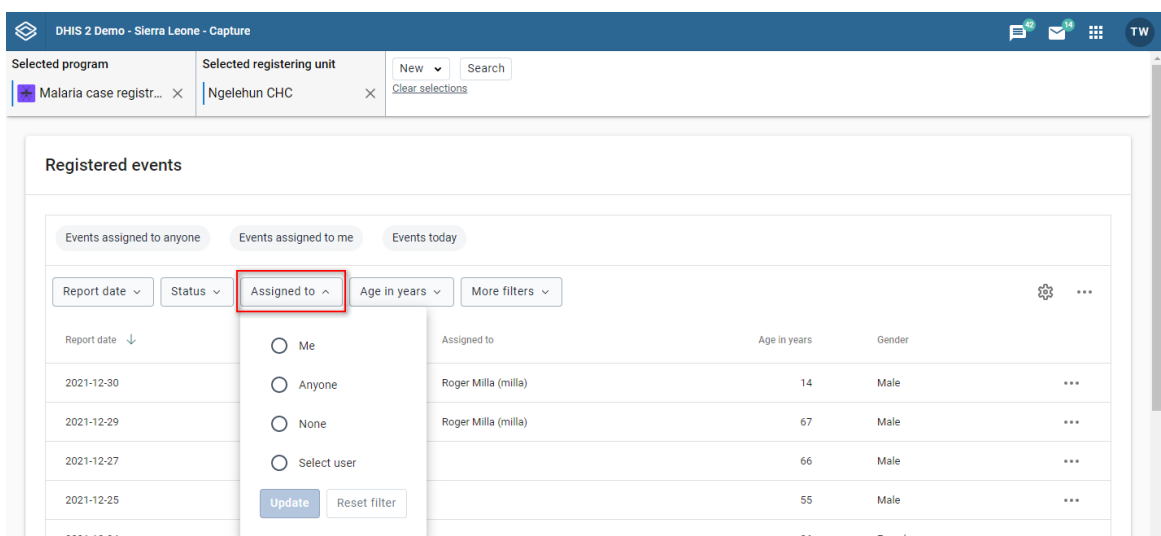 DHIS 2 Demo - Sierra Leone - Capture
42
14
TW
Selected program
Selected registering unit
Malaria case registr...
Ngelehun CHC
New
Search
Clear selections
Registered events
Events assigned to anyone
Events assigned to me
Events today
Report date
Status
Assigned to
Age in years
More filters
Report date
Assigned to
Age in years
Gender
Me
Anyone
None
Select user
Update
Reset filter
2021-12-30
Roger Milla (milla)
14
Male
2021-12-29
Roger Milla (milla)
67
Male
2021-12-27
66
Male
2021-12-25
55
Male